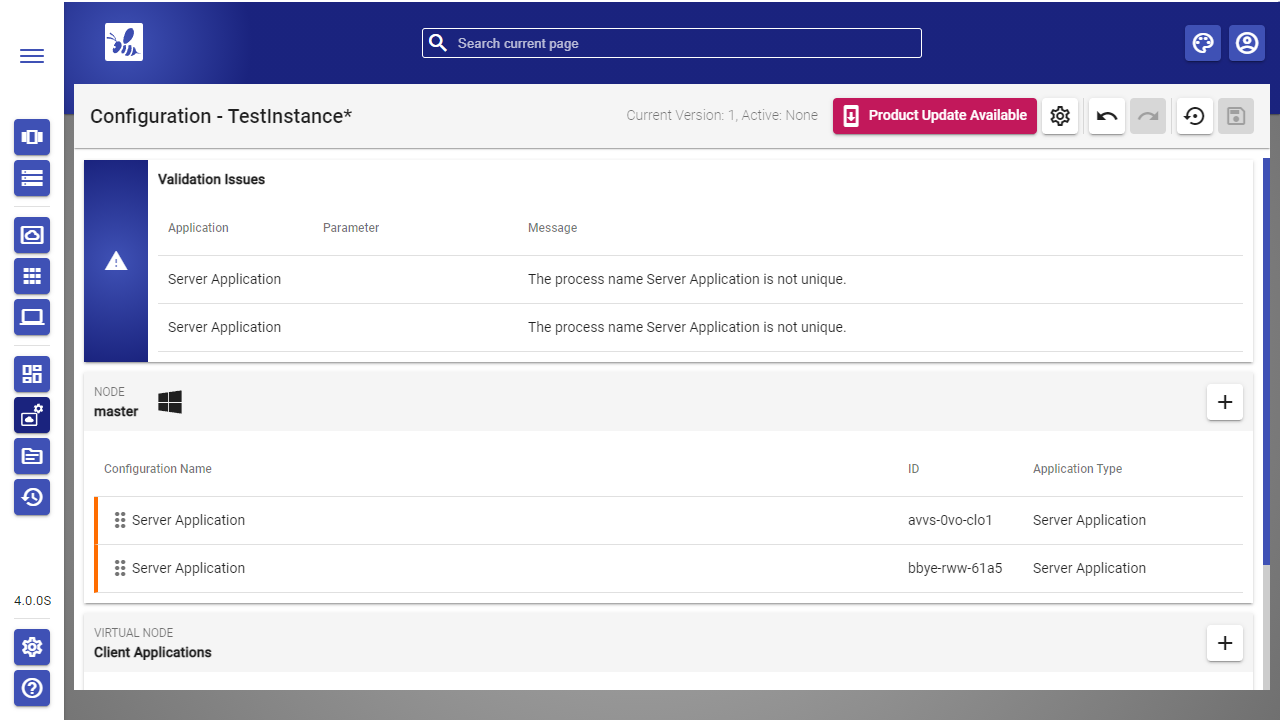 Search current page
Configuration - TestInstance*
Current Version: 1, Active: None
Product Update Available
Validation Issues
Application Parameter Message
Server Application The process name Server Application is not unique.
Server Application The process name Server Application is not unique.
NODE
master
Configuration Name ID Application Type
Server Application avvs-0vo-clo1 Server Application
Server Application bbye-rww-61a5 Server Application
4.0.0S
VIRTUAL NODE
Client Applications